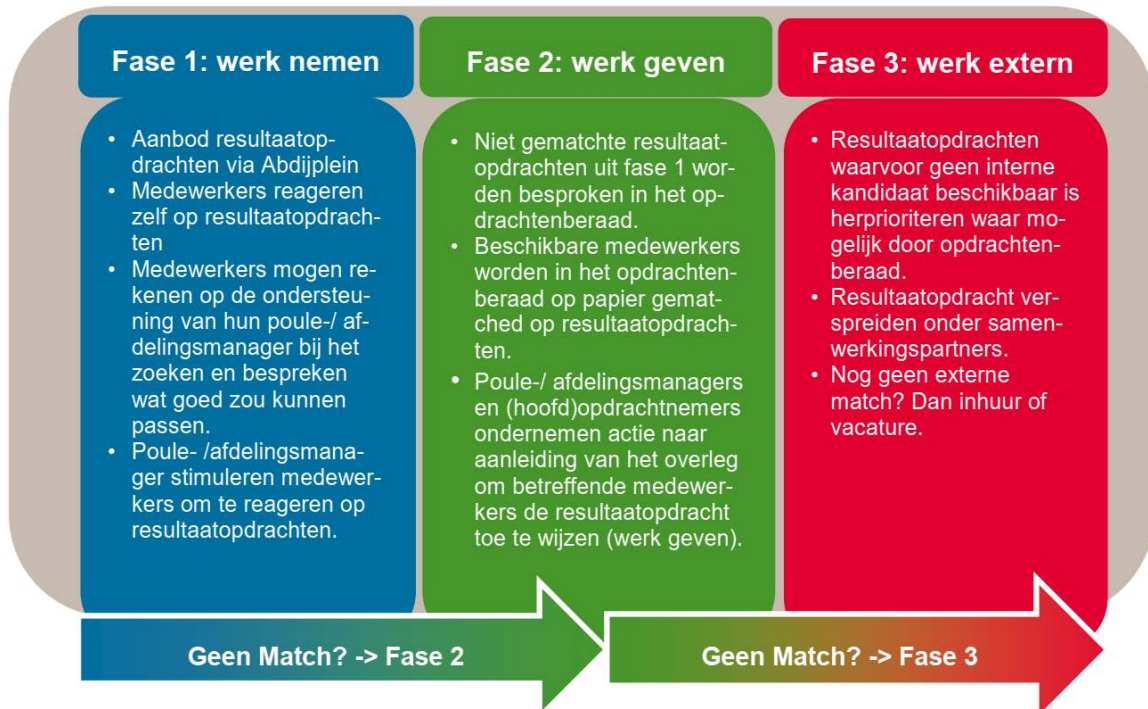 Fase 1: werk nemen
• Aanbod resultaatop-
drachten via Abdijplein
• Medewerkers reageren
zelf op resultaatopdrach-
ten
• Medewerkers mogen re-
kenen op de ondersteu-
ning van hun poule-/ af-
delingsmanager bij het
zoeken en bespreken
wat goed zou kunnen
passen.
• Poule- /afdelingsmana-
ger stimuleren medewer-
kers om te reageren op
resultaatopdrachten.
Fase 2: werk geven
• Niet gematchte resultaat-
opdrachten uit fase 1 wor-
den besproken in het op-
drachtenberaad.
• Beschikbare medewerkers
worden in het opdrachten-
beraad op papier gemat-
ched op resultaatopdrach-
ten.
• Poule-/ afdelingsmanagers
en (hoofd)opdrachtnemers
ondernemen actie naar
aanleiding van het overleg
om betreffende medewer-
kers de resultaatopdracht
toe te wijzen (werk geven).
Fase 3: werk extern
• Resultaatopdrachten
waarvoor geen interne
kandidaat beschikbaar is
herprioriteren waar mo-
gelijk door opdrachten-
beraad.
• Resultaatopdracht ver-
spreiden onder samen-
werkingspartners.
• Nog geen externe
match? Dan inhuur of
vacature.
Geen Match? -> Fase 2
Geen Match? -> Fase 3